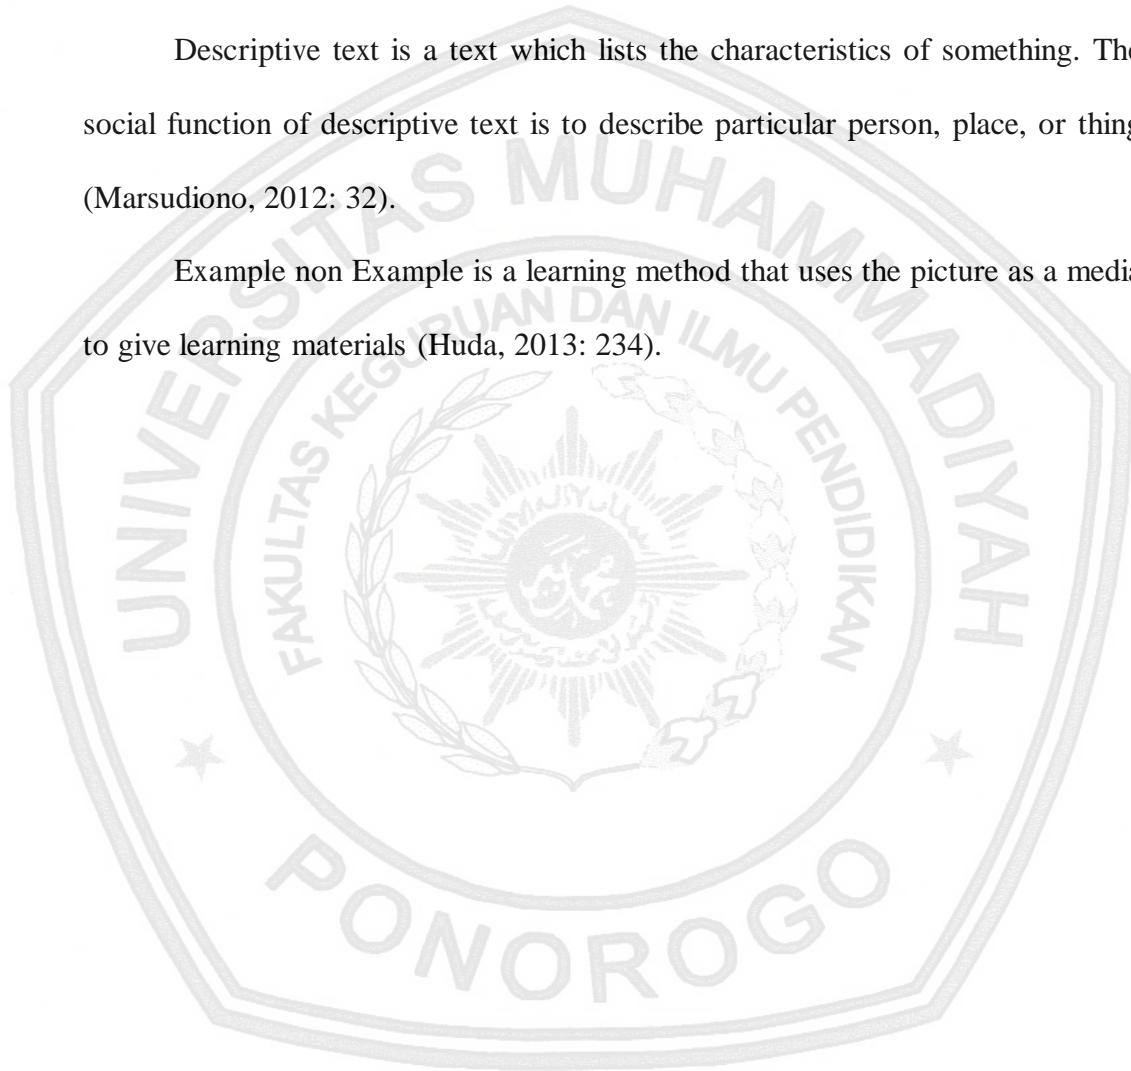 Descriptive text is a text which lists the characteristics of something. The
social function of descriptive text is to describe particular person, place, or thing
(Marsudiono, 2012: 32).
Example non Example is a learning method that uses the picture as a media
to give learning materials (Huda, 2013: 234).
UNIVERSITAS MUHAMMADIYAH
FAKULTAS KEGURUAN DAN ILMU PENDIDIKAN
PONOROGO